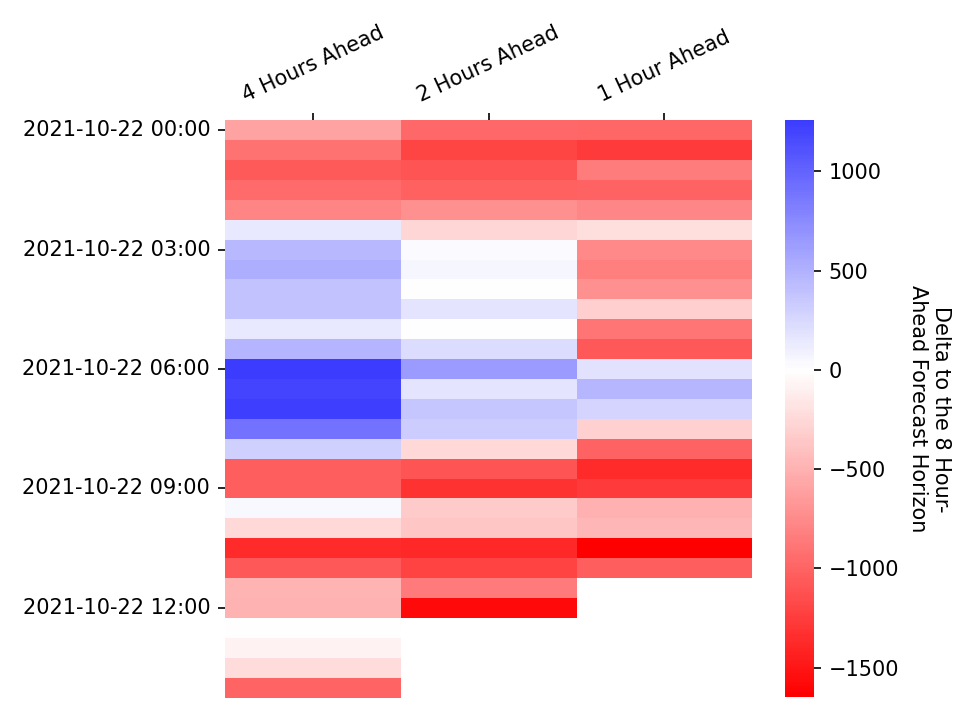 4 Hours Ahead
2 Hours Ahead
1 Hour Ahead
2021-10-22 00:00
2021-10-22 03:00
2021-10-22 06:00
2021-10-22 09:00
2021-10-22 12:00
1000
500
0
−500
−1000
−1500
Delta to the 8 Hour-
Ahead Forecast Horizon